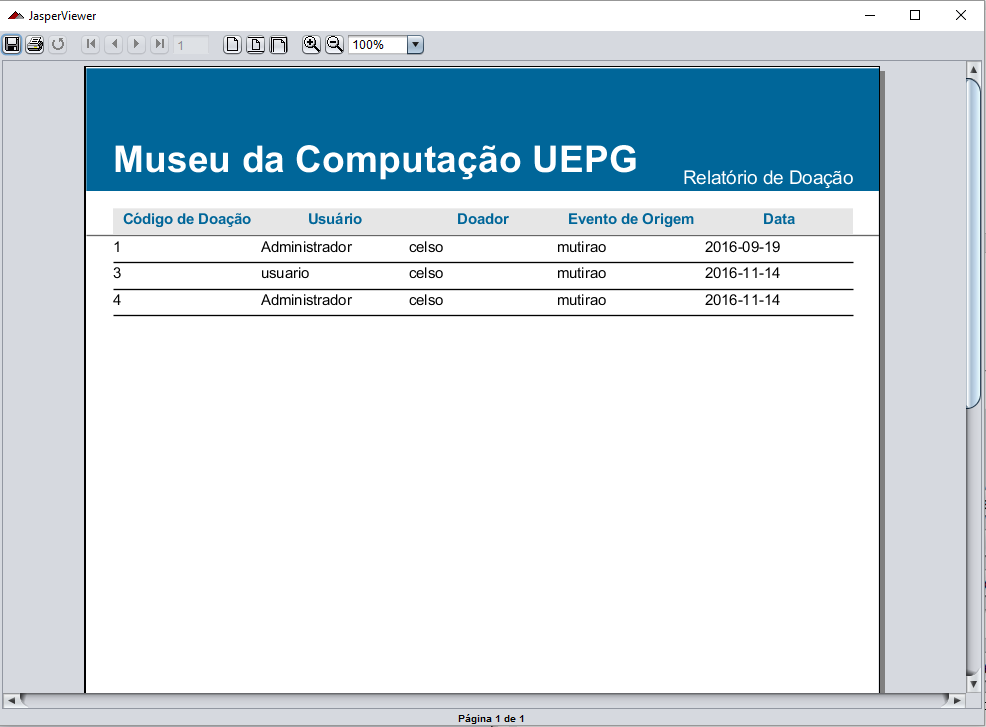 JasperViewer
1 100%
Museu da Computação UEPG
Relatório de Doação
Código de Doação Usuário Doador Evento de Origem Data
1 Administrador celso mutirao 2016-09-19
3 usuario celso mutirao 2016-11-14
4 Administrador celso mutirao 2016-11-14
Página 1 de 1